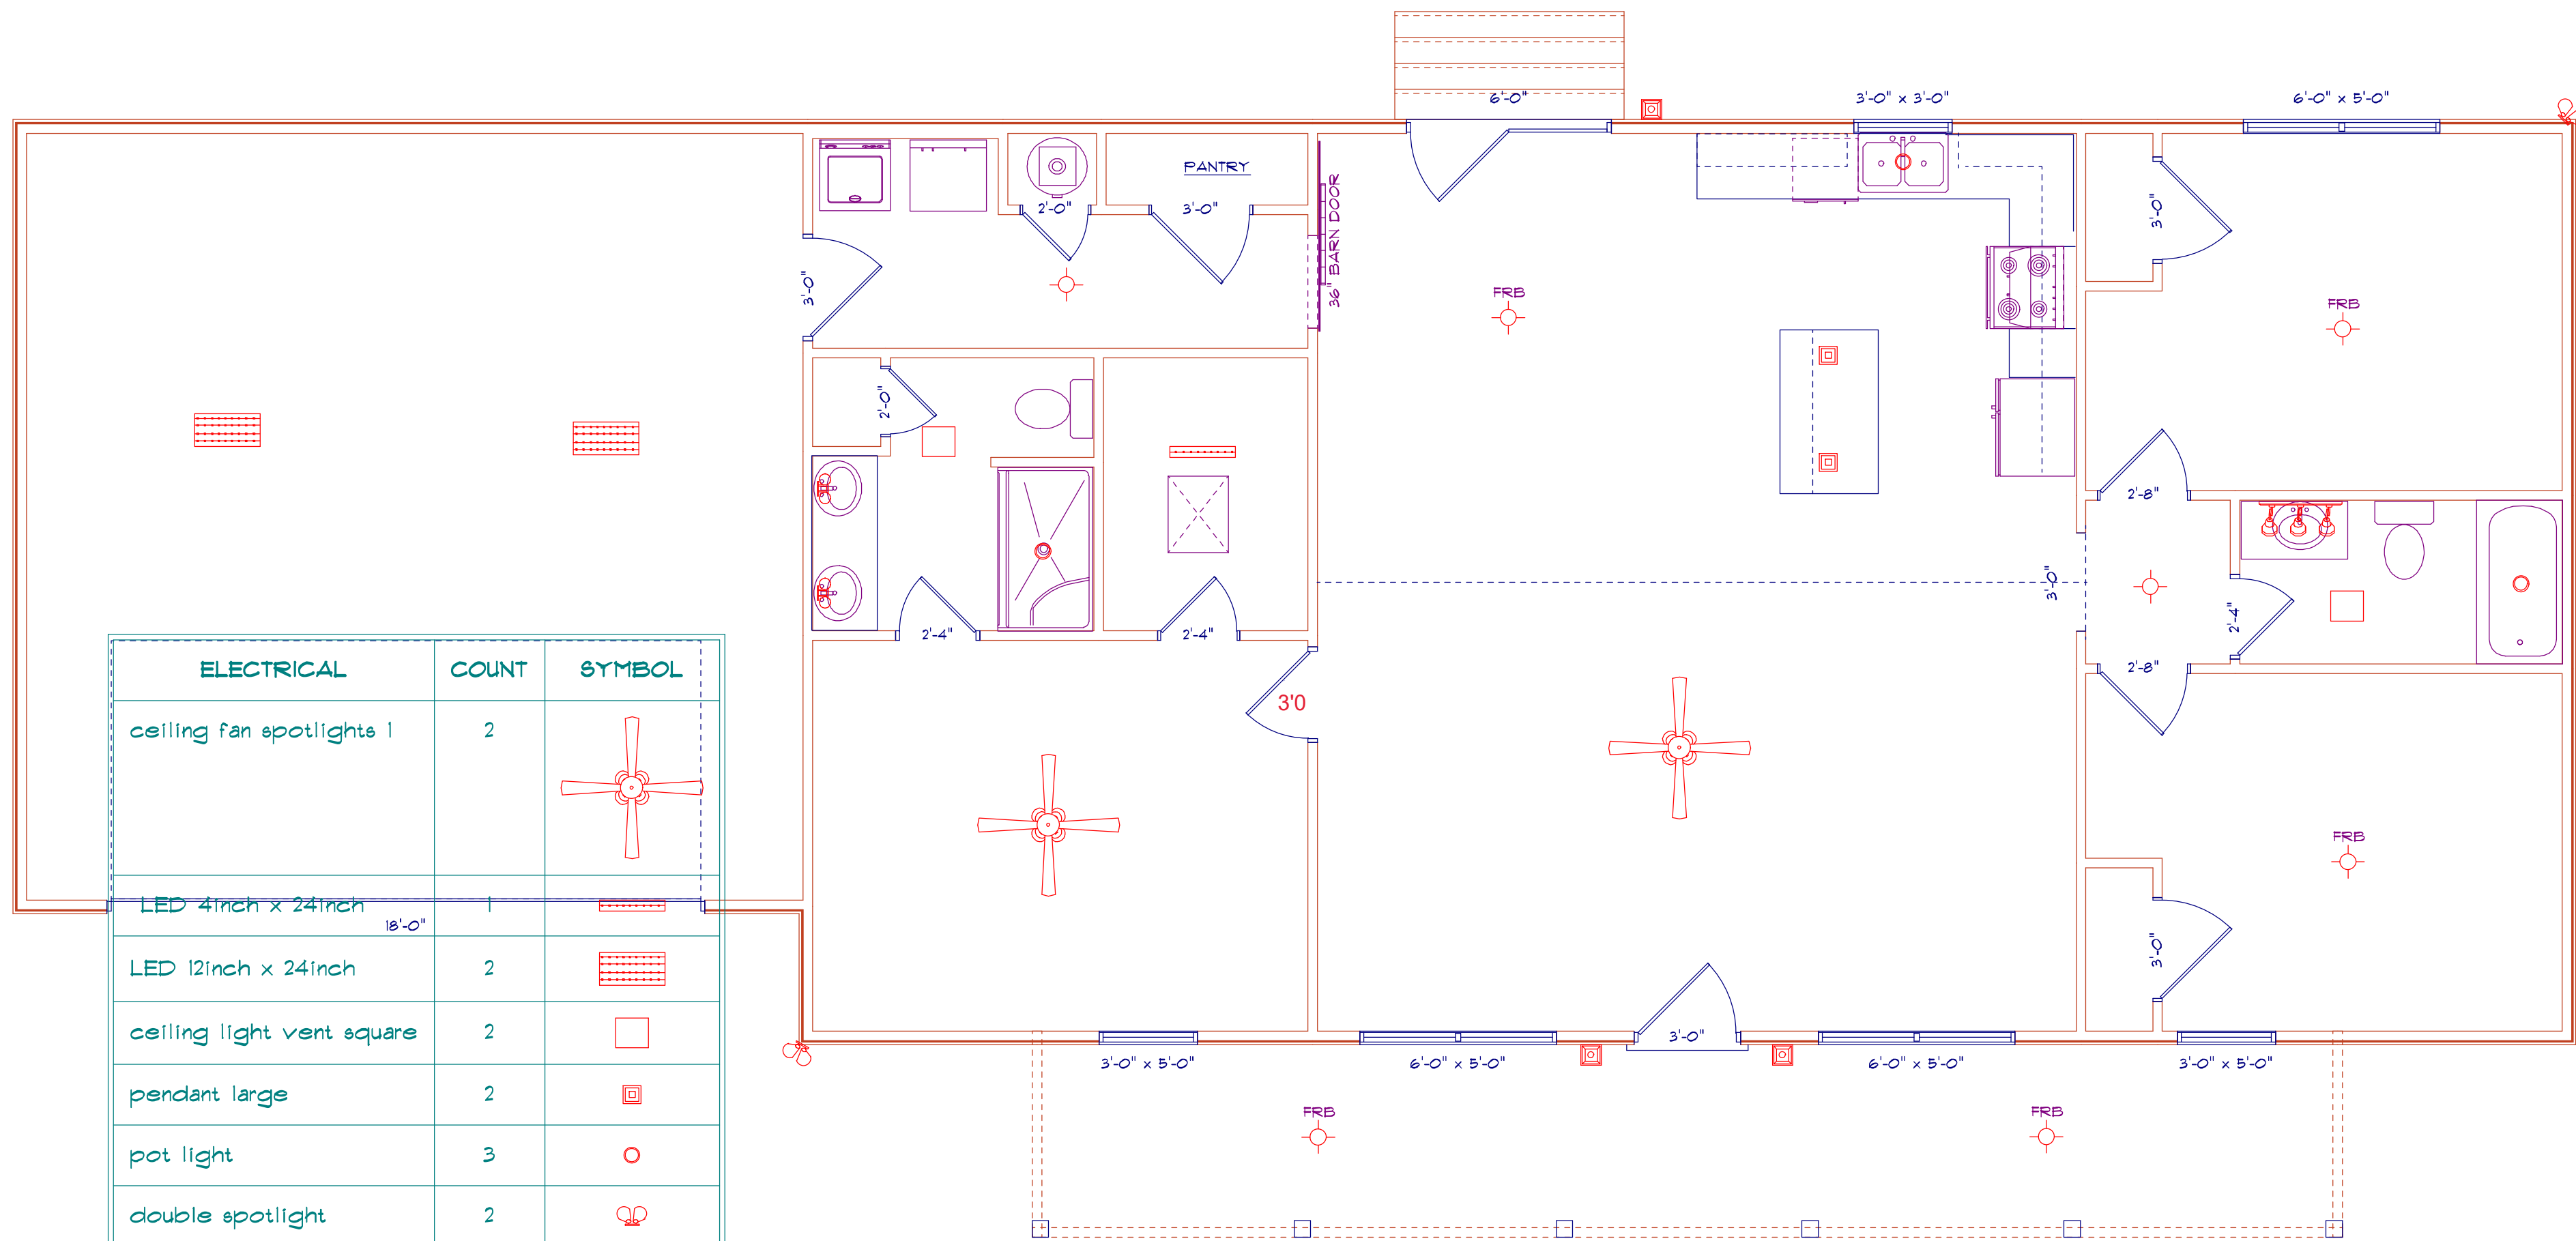 6'-0"
3'-0" x 3'-0"
6'-0" x 5'-0"
PANTRY
2'-0"
3'-0"
36" BARN DOOR
3'-0"
3'-0"
FRB
FRB
2'-0"
2'-8"
3'-0"
2'-4"
2'-4"
2'-4"
2'-8"
3'0
ELECTRICAL COUNT SYMBOL
ceiling fan spotlights 1 2
LED 4inch x 24inch 1
18'-0"
LED 12inch x 24inch 2
ceiling light vent square 2
pendant large 2
pot light 3
double spotlight 2
FRB
3'-0"
3'-0"
3'-0" x 5'-0"
6'-0" x 5'-0"
6'-0" x 5'-0"
3'-0" x 5'-0"
FRB
FRB